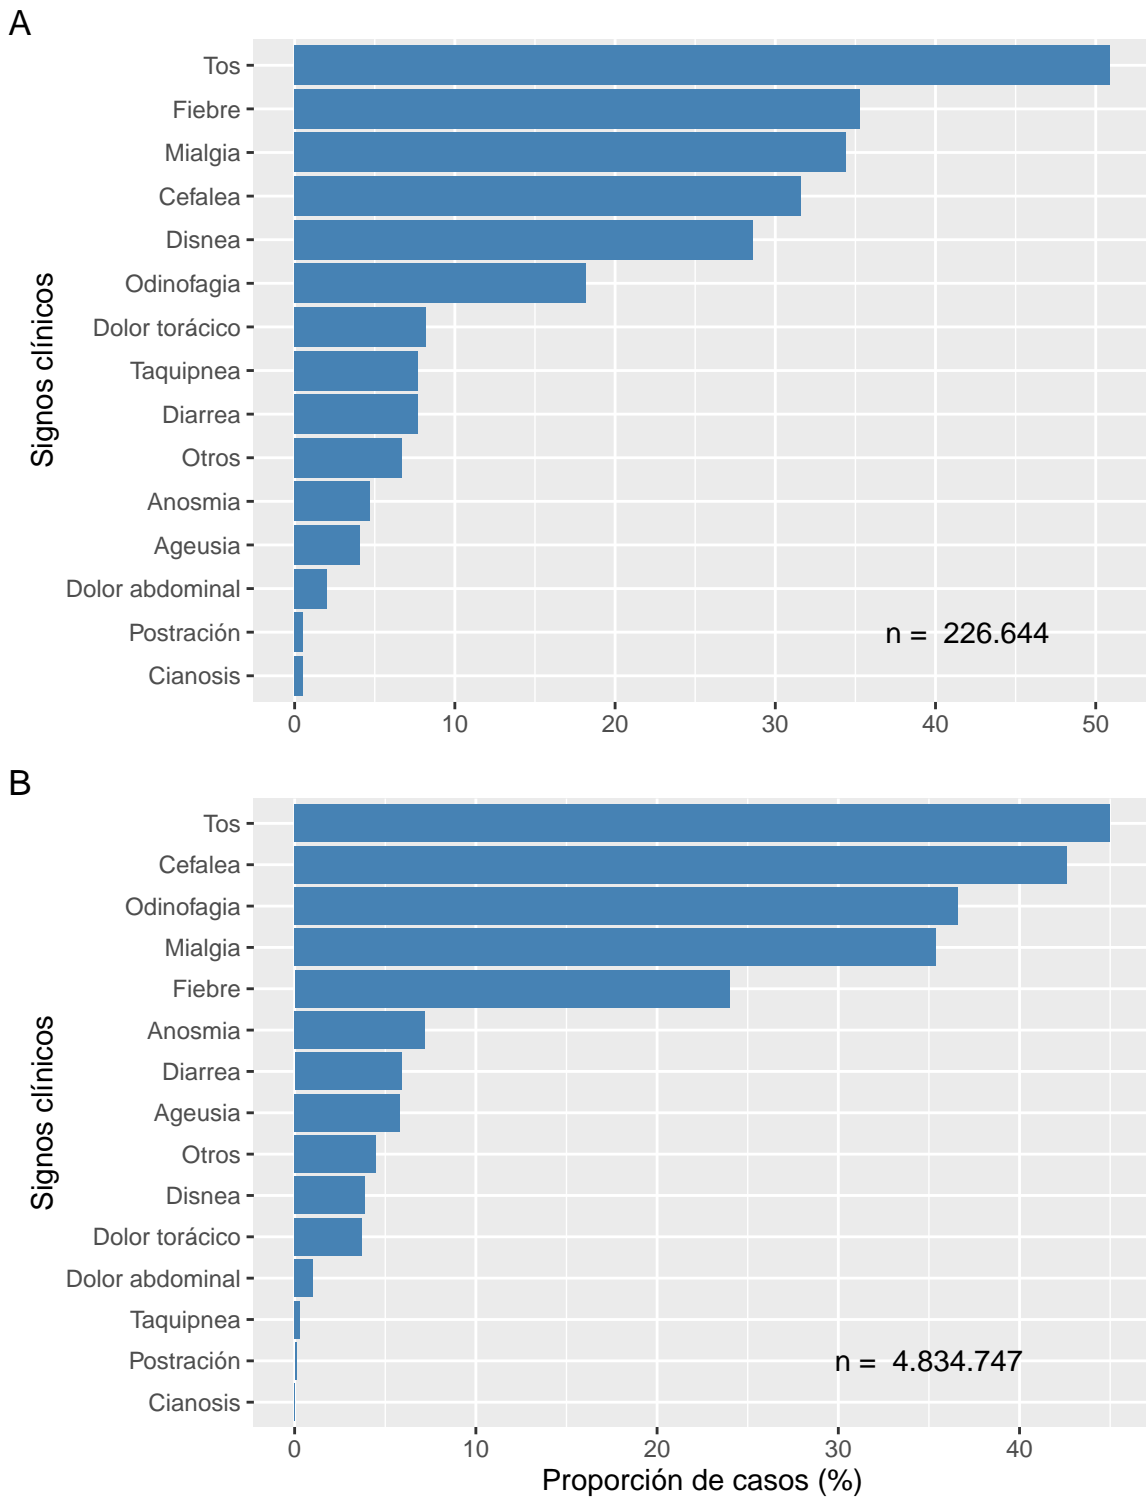 A
Signos clínicos
Tos
Fiebre
Mialgia
Cefalea
Disnea
Odinofagia
Dolor torácico
Taquipnea
Diarrea
Otros
Anosmia
Ageusia
Dolor abdominal
Postración
Cianosis
n = 226.644
0 10 20 30 40 50
B
Signos clínicos
Tos
Cefalea
Odinofagia
Mialgia
Fiebre
Anosmia
Diarrea
Ageusia
Otros
Disnea
Dolor torácico
Dolor abdominal
Taquipnea
Postración
Cianosis
n = 4.834.747
0 10 20 30 40
Proporción de casos (%)